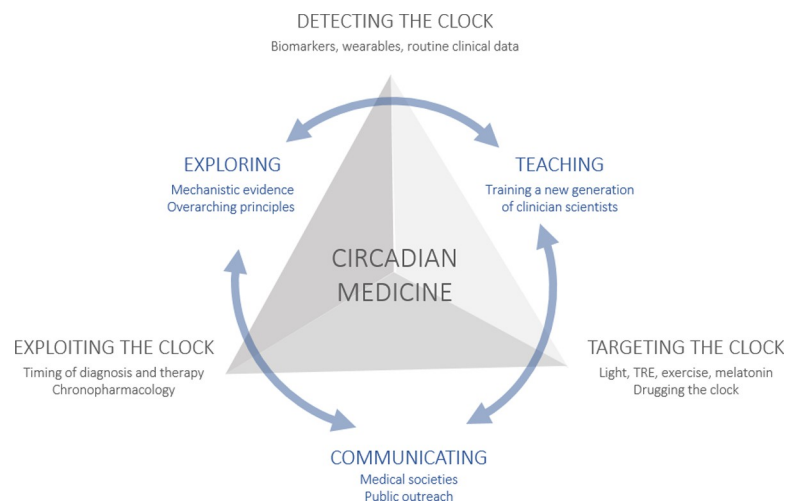 DETECTING THE CLOCK
Biomarkers, wearables, routine clinical data
EXPLORING
Mechanistic evidence
Overarching principles
TEACHING
Training a new generation
of clinician scientists
CIRCADIAN
MEDICINE
EXPLOITING THE CLOCK
Timing of diagnosis and therapy
Chronopharmacology
TARGETING THE CLOCK
Light, TRE, exercise, melatonin
Drugging the clock
COMMUNICATING
Medical societies
Public outreach